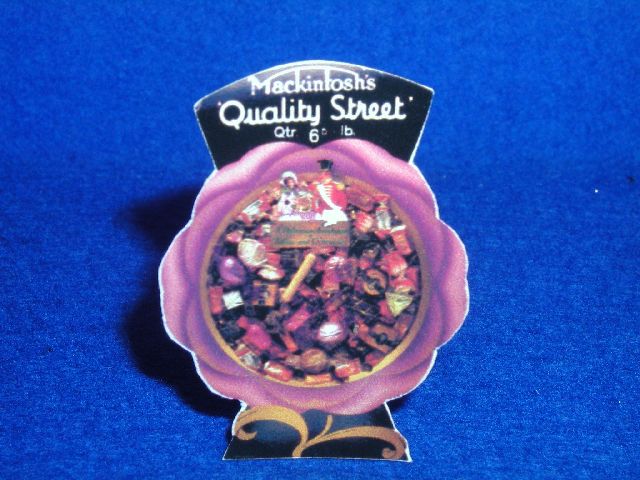 Mackintosh's
'Quality Street'
Qtr 6D lb.